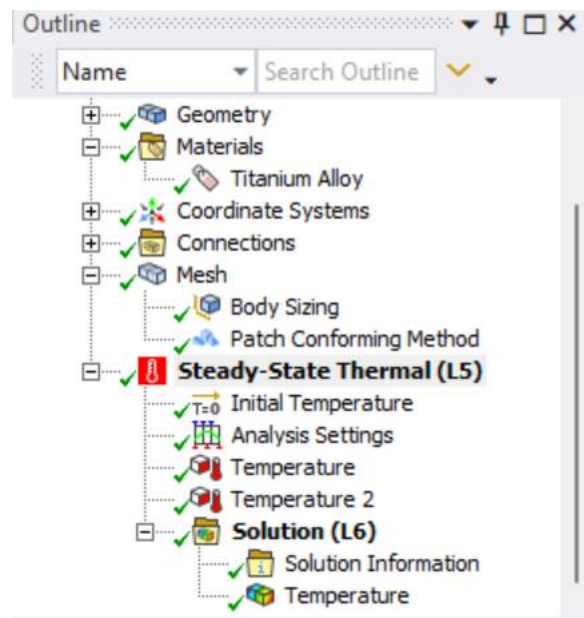 Outline
Name Search Outline
Geometry
Materials
Titanium Alloy
Coordinate Systems
Connections
Mesh
Body Sizing
Patch Conforming Method
Steady-State Thermal (L5)
T=0 Initial Temperature
Analysis Settings
Temperature
Temperature 2
Solution (L6)
Solution Information
Temperature